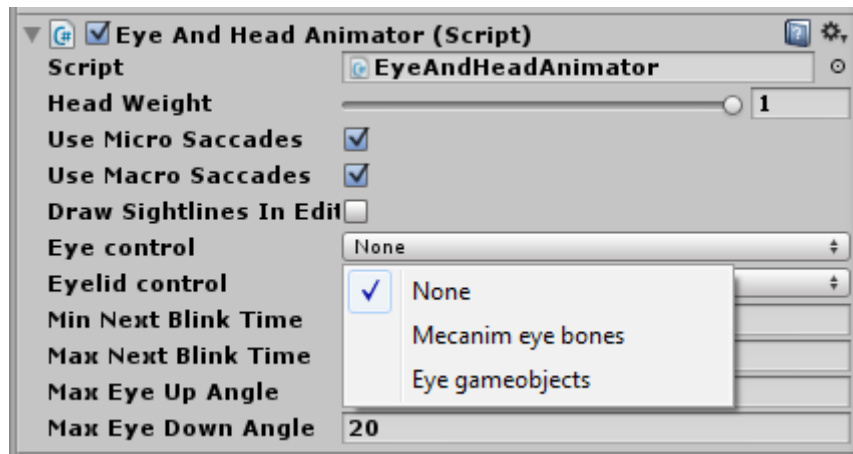 Eye And Head Animator (Script)
Script EyeAndHeadAnimator
Head Weight 1
Use Micro Saccades
Use Macro Saccades
Draw Sightlines In Edit
Eye control None
Eyelid control
None
Min Next Blink Time
Mecanim eye bones
Max Next Blink Time
Eye gameobjects
Max Eye Up Angle
Max Eye Down Angle 20